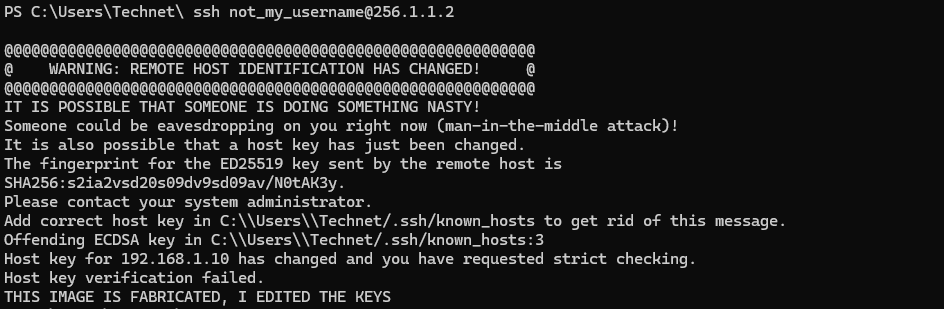 PS C:\Users\Technet\ ssh not_my_username@256.1.1.2
@@@@@@@@@@@@@@@@@@@@@@@@@@@@@@@@@@@@@@@@@@@@@@@@@@@@@@@@@@@
@    WARNING: REMOTE HOST IDENTIFICATION HAS CHANGED!     @
@@@@@@@@@@@@@@@@@@@@@@@@@@@@@@@@@@@@@@@@@@@@@@@@@@@@@@@@@@@
IT IS POSSIBLE THAT SOMEONE IS DOING SOMETHING NASTY!
Someone could be eavesdropping on you right now (man-in-the-middle attack)!
It is also possible that a host key has just been changed.
The fingerprint for the ED25519 key sent by the remote host is
SHA256:s2ia2vsd20s09dv9sd09av/N0tAK3y.
Please contact your system administrator.
Add correct host key in C:\\Users\\Technet/.ssh/known_hosts to get rid of this message.
Offending ECDSA key in C:\\Users\\Technet/.ssh/known_hosts:3
Host key for 192.168.1.10 has changed and you have requested strict checking.
Host key verification failed.
THIS IMAGE IS FABRICATED, I EDITED THE KEYS